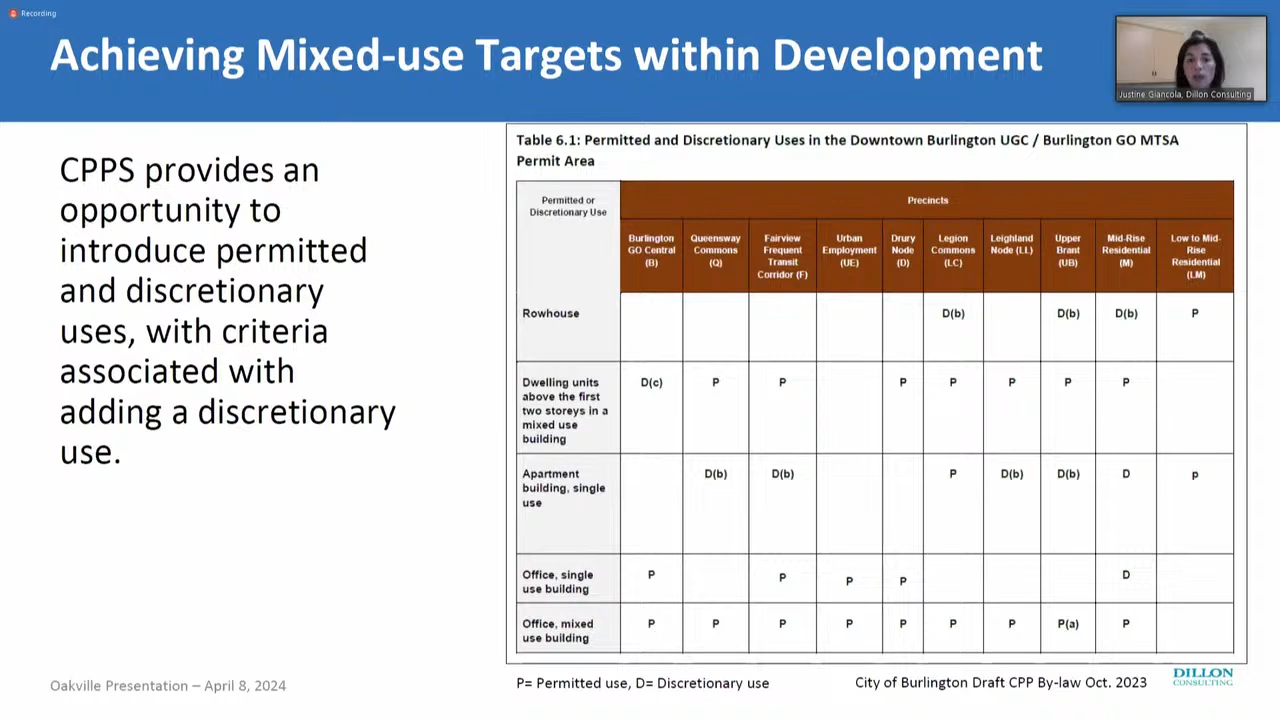 Recording
Achieving Mixed-use Targets within Development
Justine Giancola, Dillon Consulting
CPPS provides an
opportunity to
introduce permitted
and discretionary
uses, with criteria
associated with
adding a discretionary
use.
Table 6.1: Permitted and Discretionary Uses in the Downtown Burlington UGC / Burlington GO MTSA
Permit Area
Permitted or
Discretionary Use
Precincts
Burlington
GO Central
(B)
Queensway
Commons
(Q)
Fairview
Frequent
Transit
Corridor (F)
Urban
Employment
(UE)
Drury
Node
(D)
Legion
Commons
(LC)
Leighland
Node (LL)
Upper
Brant
(UB)
Mid-Rise
Residential
(M)
Low to Mid-
Rise
Residential
(LM)
Rowhouse D(b) D(b) D(b) P
Dwelling units
above the first
two storeys in a
mixed use
building
D(c) P P P P P P P
Apartment
building, single
use
D(b) D(b) P D(b) D(b) D p
Office, single
use building
P P P P D
Office, mixed
use building
P P P P P P P P(a) P
P= Permitted use, D= Discretionary use
City of Burlington Draft CPP By-law Oct. 2023
Oakville Presentation – April 8, 2024
DILLON
CONSULTING